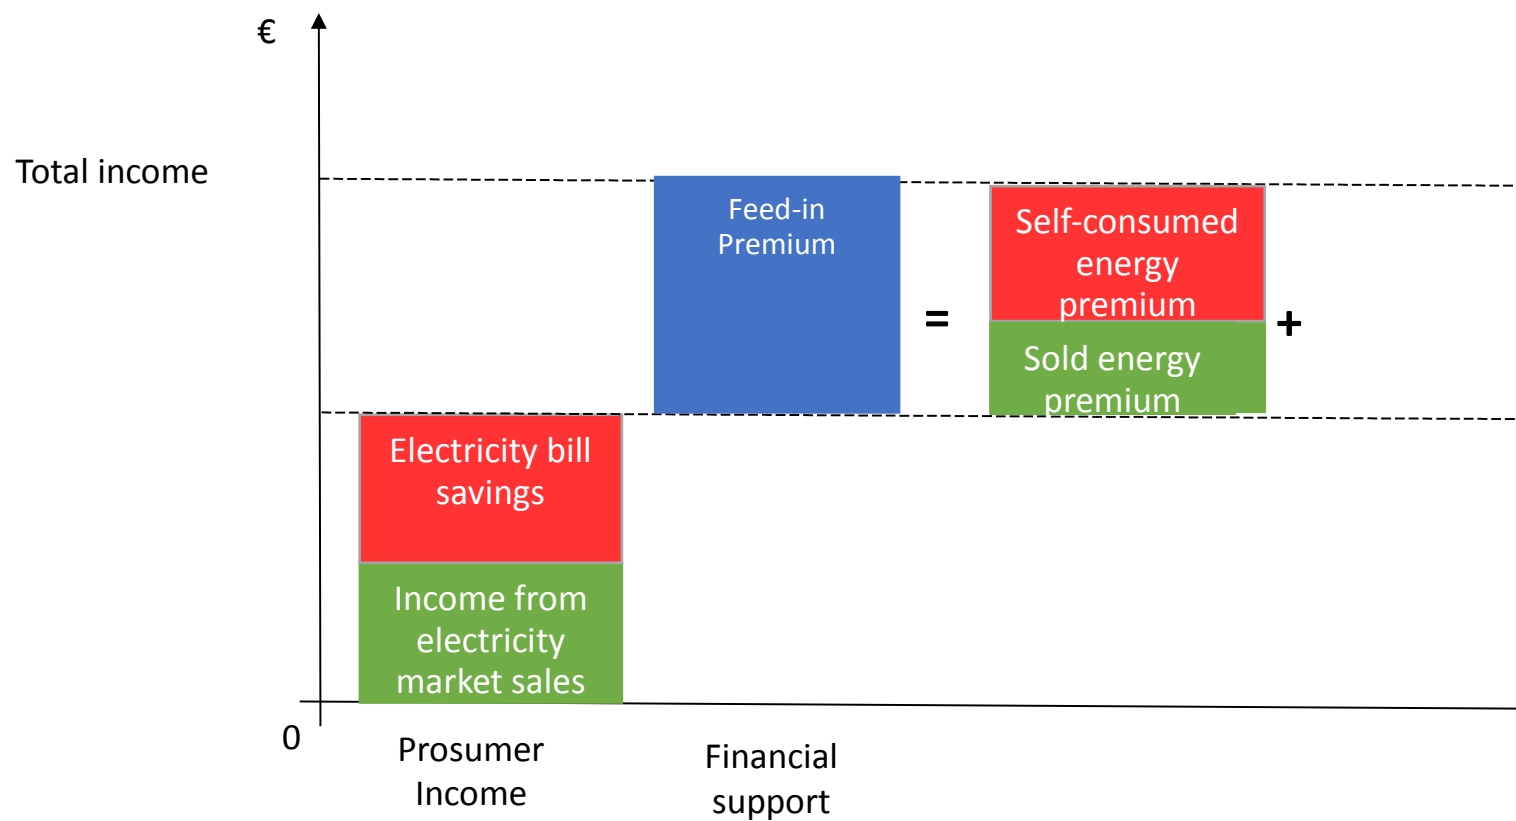 €
Total income
Feed-in
Premium
=
Self-consumed
energy
premium
+
Sold energy
premium
Electricity bill
savings
Income from
electricity
market sales
0
Prosumer
Income
Financial
support